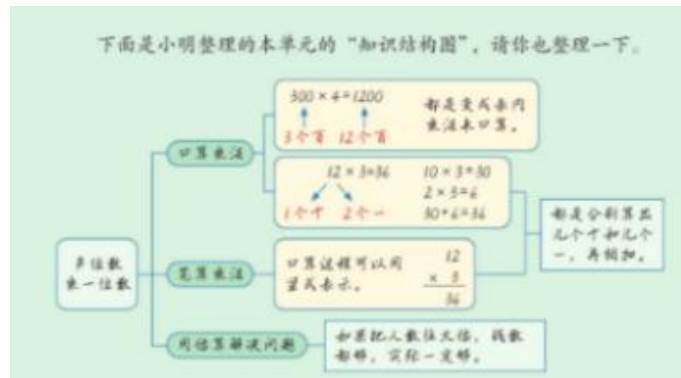 下面是小明整理的本单元的“知识结构图”，请你也整理一下。
300×4=1200
3个百 12个百
都是变成表内
乘法来口算。
口算乘法
12×3=36
1个十 2个一
10×3=30
2×3=6
30+6=36
都是分别算出
几个十和几个
一，再相加。
多位数
乘一位数
笔算乘法
口算过程可以用
竖式表示。
12
× 3
36
用估算解决问题
如果把人数往大估，钱数
都够，实际一定够。